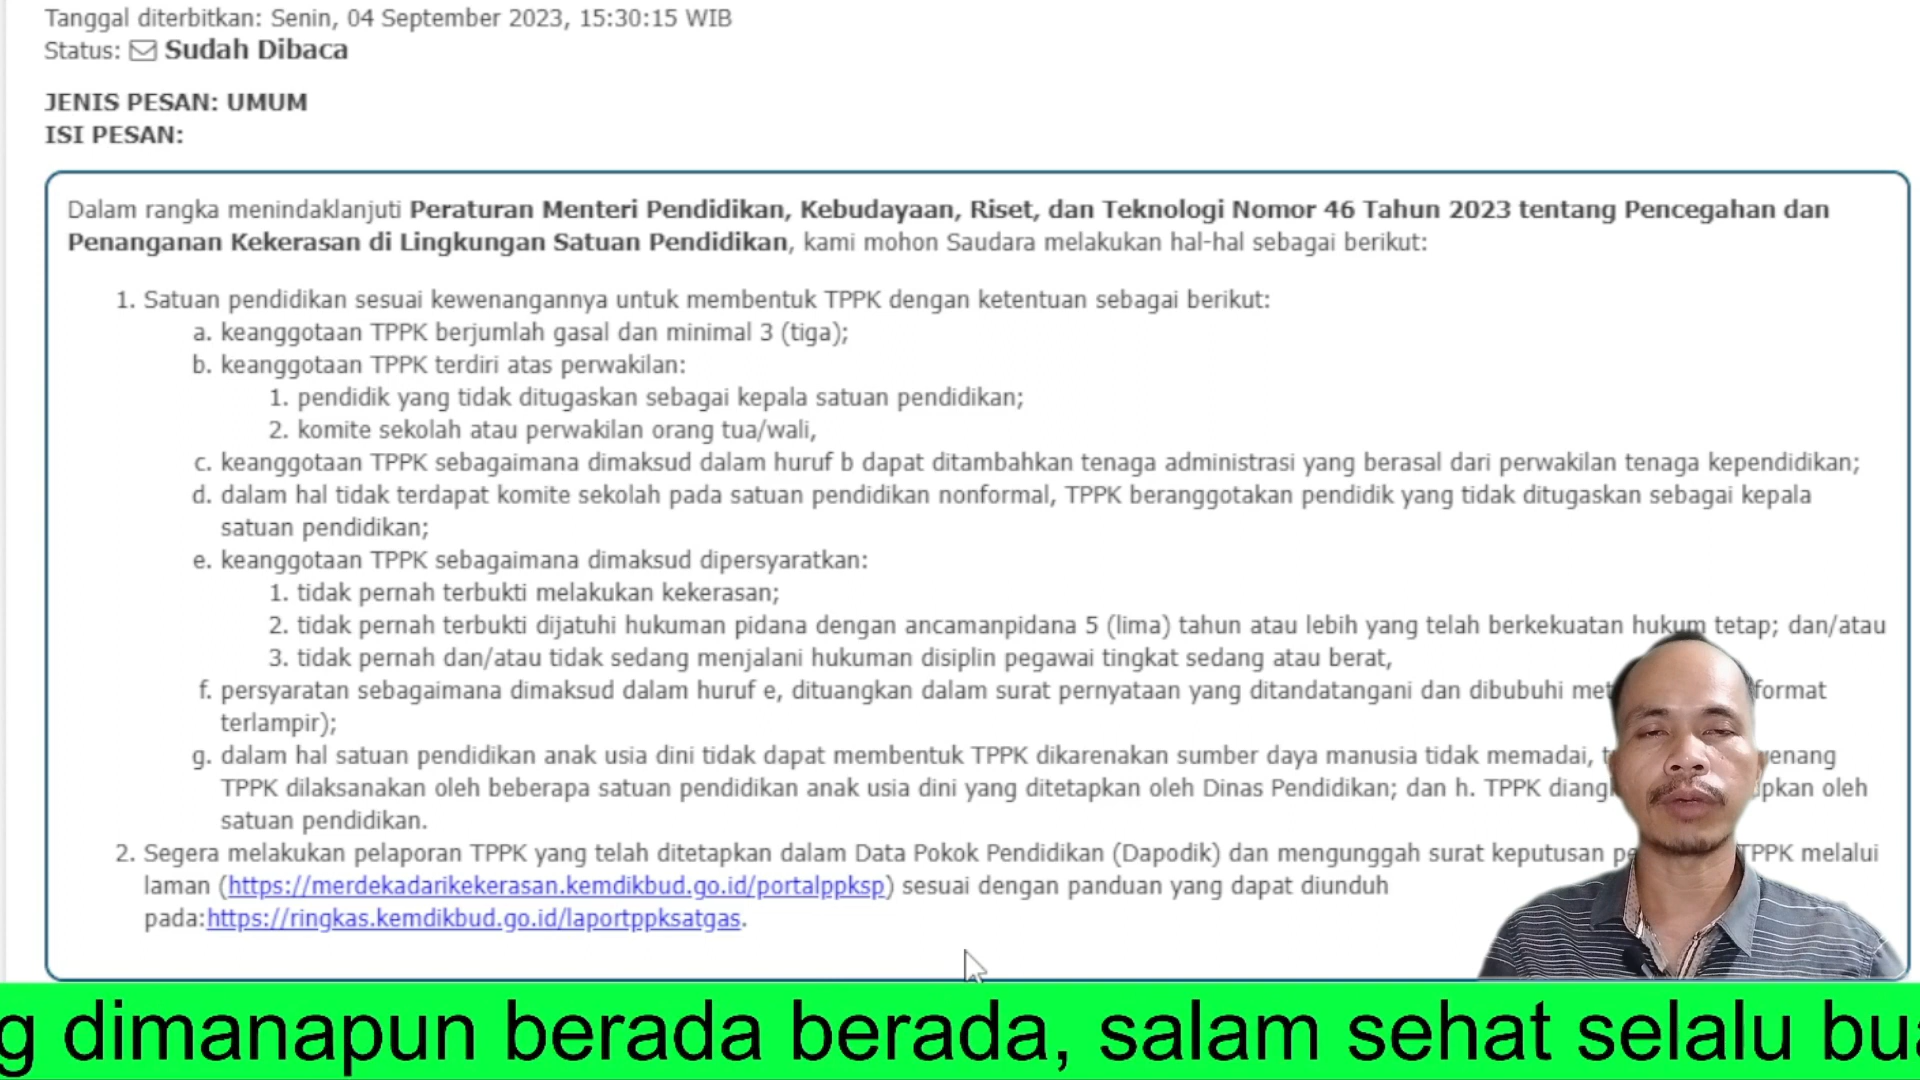 Tanggal diterbitkan: Senin, 04 September 2023, 15:30:15 WIB
Status: Sudah Dibaca
JENIS PESAN: UMUM
ISI PESAN:
Dalam rangka menindaklanjuti Peraturan Menteri Pendidikan, Kebudayaan, Riset, dan Teknologi Nomor 46 Tahun 2023 tentang Pencegahan dan
Penanganan Kekerasan di Lingkungan Satuan Pendidikan, kami mohon Saudara melakukan hal-hal sebagai berikut:
1. Satuan pendidikan sesuai kewenangannya untuk membentuk TPPK dengan ketentuan sebagai berikut:
a. keanggotaan TPPK berjumlah gasal dan minimal 3 (tiga);
b. keanggotaan TPPK terdiri atas perwakilan:
1. pendidik yang tidak ditugaskan sebagai kepala satuan pendidikan;
2. komite sekolah atau perwakilan orang tua/wali,
c. keanggotaan TPPK sebagaimana dimaksud dalam huruf b dapat ditambahkan tenaga administrasi yang berasal dari perwakilan tenaga kependidikan;
d. dalam hal tidak terdapat komite sekolah pada satuan pendidikan nonformal, TPPK beranggotakan pendidik yang tidak ditugaskan sebagai kepala
satuan pendidikan;
e. keanggotaan TPPK sebagaimana dimaksud dipersyaratkan:
1. tidak pernah terbukti melakukan kekerasan;
2. tidak pernah terbukti dijatuhi hukuman pidana dengan ancamanpidana 5 (lima) tahun atau lebih yang telah berkekuatan hukum tetap; dan/atau
3. tidak pernah dan/atau tidak sedang menjalani hukuman disiplin pegawai tingkat sedang atau berat,
f. persyaratan sebagaimana dimaksud dalam huruf e, dituangkan dalam surat pernyataan yang ditandatangani dan dibubuhi format
terlampir);
g. dalam hal satuan pendidikan anak usia dini tidak dapat membentuk TPPK dikarenakan sumber daya manusia tidak memadai, enang
TPPK dilaksanakan oleh beberapa satuan pendidikan anak usia dini yang ditetapkan oleh Dinas Pendidikan; dan h. TPPK pkan oleh
satuan pendidikan.
2. Segera melakukan pelaporan TPPK yang telah ditetapkan dalam Data Pokok Pendidikan (Dapodik) dan mengunggah surat keputusan TPPK melalui
laman (https://merdekadarikekerasan.kemdikbud.go.id/portalppksp) sesuai dengan panduan yang dapat diunduh
pada:https://ringkas.kemdikbud.go.id/laportppksatgas.
g dimanapun berada berada, salam sehat selalu bua